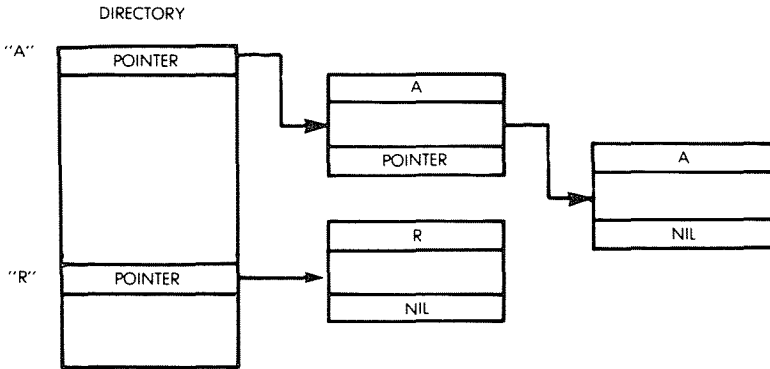 DIRECTORY
"A"
POINTER
A
POINTER
A
NIL
"R"
POINTER
R
NIL